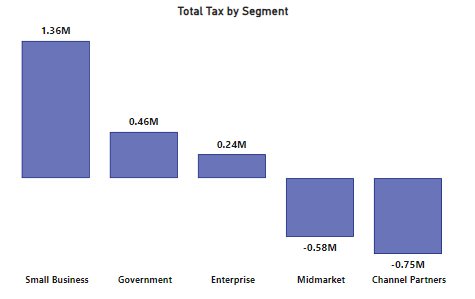 Total Tax by Segment
1.36M
0.46M
0.24M
-0.58M
-0.75M
Small Business Government Enterprise Midmarket Channel Partners